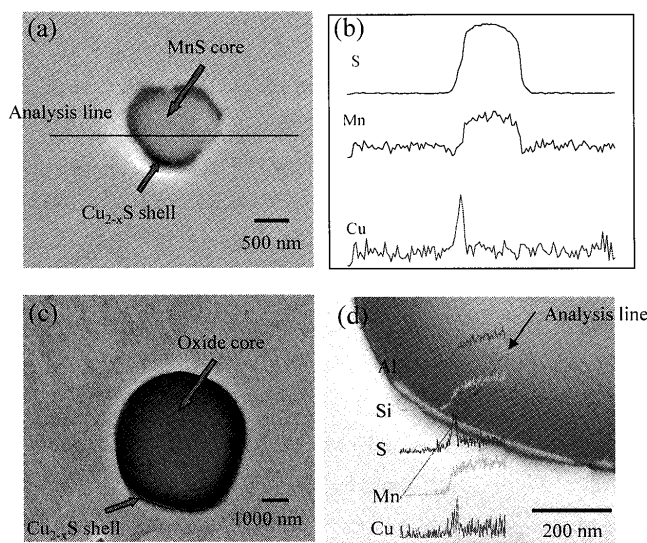 (a)
MnS core
Analysis line
Cu2-xS shell
500 nm
(b)
S
Mn
Cu
(c)
Oxide core
Cu2-xS shell
1000 nm
(d)
Analysis line
Al
Si
S
Mn
Cu
200 nm